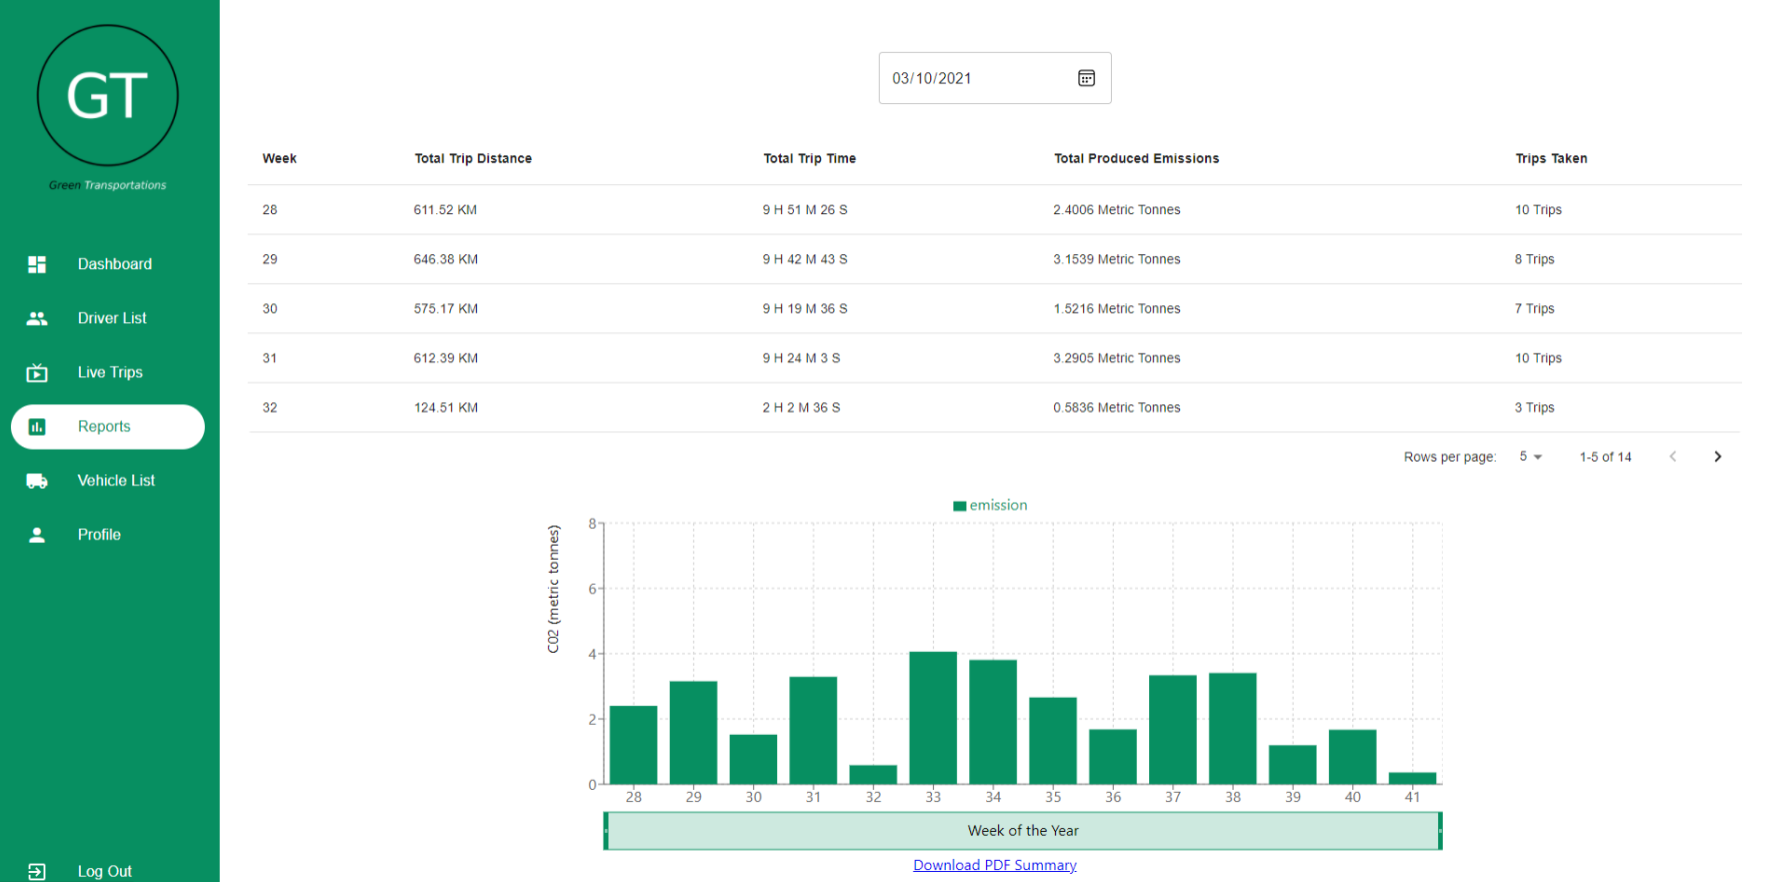 GT
Green Transportations
Dashboard
Driver List
Live Trips
Reports
Vehicle List
Profile
Log Out
03/10/2021
Week Total Trip Distance Total Trip Time Total Produced Emissions Trips Taken
28 611.52 KM 9 H 51 M 26 S 2.4006 Metric Tonnes 10 Trips
29 646.38 KM 9 H 42 M 43 S 3.1539 Metric Tonnes 8 Trips
30 575.17 KM 9 H 19 M 36 S 1.5216 Metric Tonnes 7 Trips
31 612.39 KM 9 H 24 M 3 S 3.2905 Metric Tonnes 10 Trips
32 124.51 KM 2 H 2 M 36 S 0.5836 Metric Tonnes 3 Trips
Rows per page: 5 1-5 of 14
emission
C02 (metric tonnes)
8
6
4
2
0
28 29 30 31 32 33 34 35 36 37 38 39 40 41
Week of the Year
Download PDF Summary